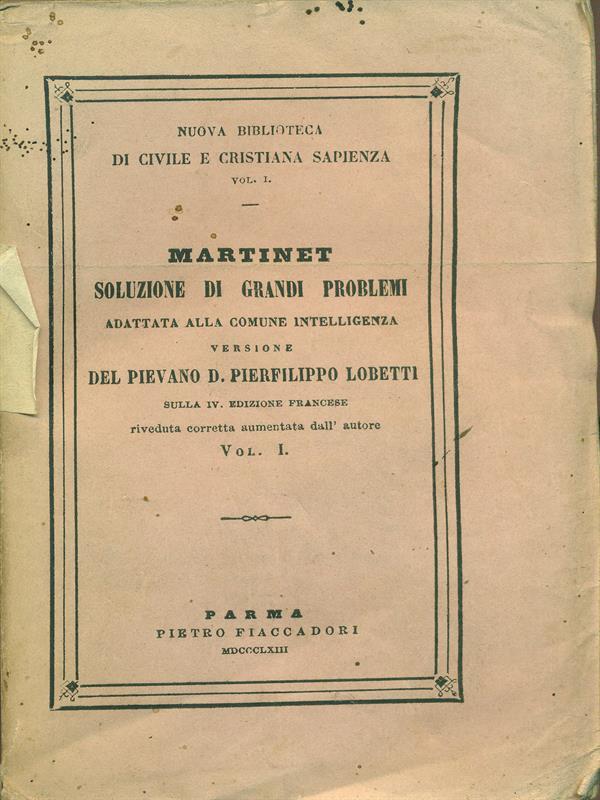 NUOVA BIBLIOTECA
DI CIVILE E CRISTIANA SAPIENZA
VOL. I.
MARTINET
SOLUZIONE DI GRANDI PROBLEMI
ADATTATA ALLA COMUNE INTELLIGENZA
VERSIONE
DEL PIEVANO D. PIERFILIPPO LOBETTI
SULLA IV. EDIZIONE FRANCESE
riveduta corretta aumentata dall' autore
VOL. I.
PARMA
PIETRO FIACCADORI
MDCCCLXIII